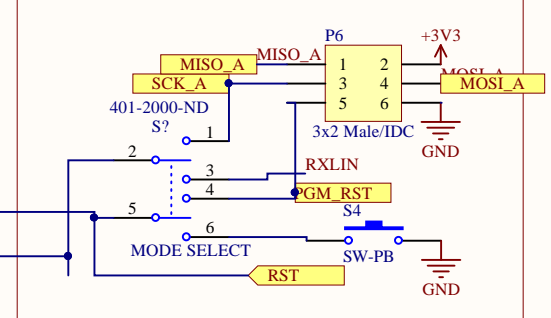 P6
+3V3
MISO_A
MISO_A
1
2
SCK_A
3
4
MOSI_A
MOSI_A
401-2000-ND
5
6
S?
1
3x2 Male/IDC
GND
2
3
RXLIN
4
PGM_RST
5
S4
6
MODE SELECT
SW-PB
RST
GND